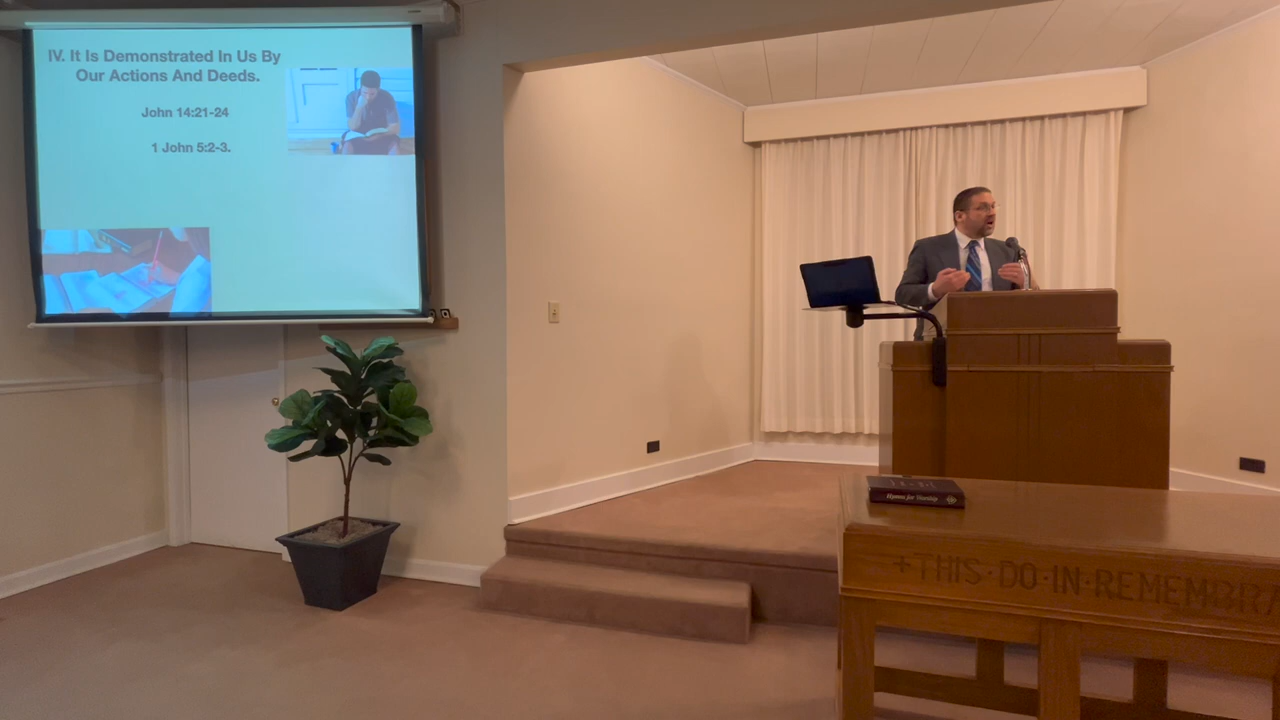 IV. It Is Demonstrated In Us By
Our Actions And Deeds.
John 14:21-24
1 John 5:2-3.
Hymns for Worship
+THIS·DO·IN·REMEMBRA